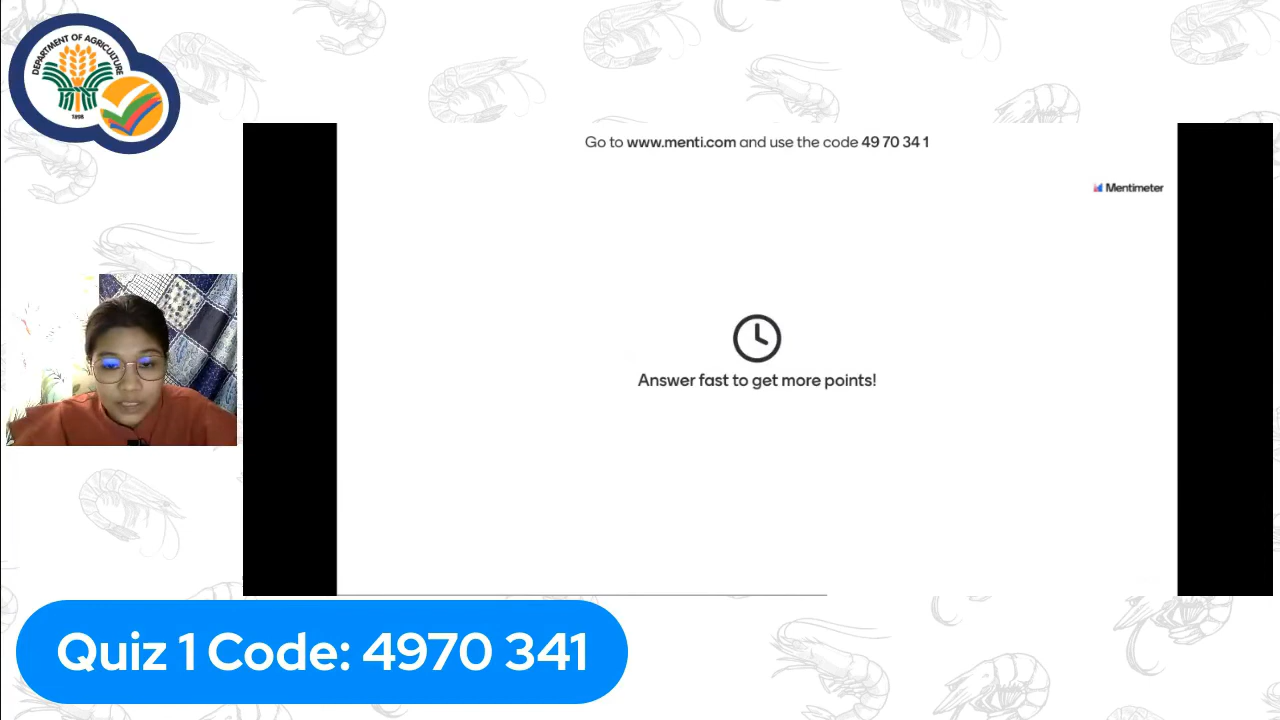 DEPARTMENT OF AGRICULTURE
1898
Go to www.menti.com and use the code 49 70 34 1
Mentimeter
Answer fast to get more points!
Quiz 1 Code: 4970 341